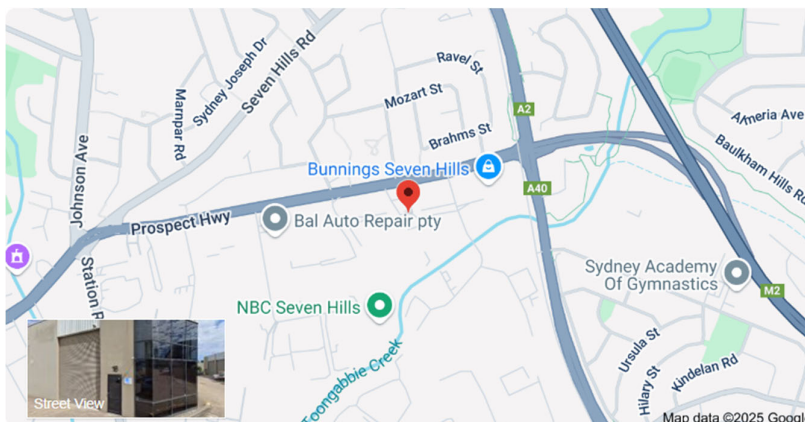 Sydney Joseph Dr
Seven Hills Rd
Marnpar Rd
Ravel St
Mozart St
Brahms St
A2
Almeria Ave
Baulkham Hills Rd
Johnson Ave
Bunnings Seven Hills
A40
Prospect Hwy
Bal Auto Repair pty
Station R
Sydney Academy
Of Gymnastics
M2
NBC Seven Hills
Ursula St
Hilary St
Kindelan Rd
Toongabbie Creek
Street View
Map data ©2025 Google